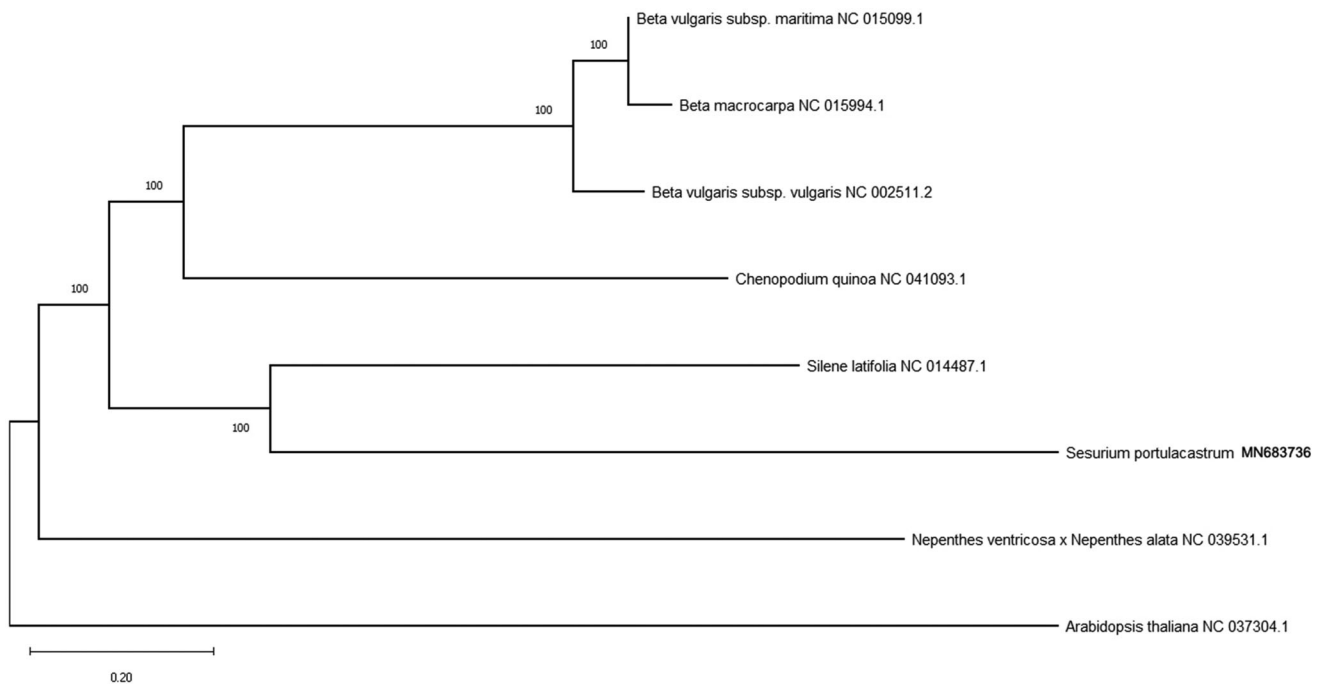 Beta vulgaris subsp. maritima NC 015099.1
100
Beta macrocarpa NC 015994.1
100
Beta vulgaris subsp. vulgaris NC 002511.2
100
Chenopodium quinoa NC 041093.1
100
Silene latifolia NC 014487.1
100
Sesurium portulacastrum MN683736
Nepenthes ventricosa x Nepenthes alata NC 039531.1
Arabidopsis thaliana NC 037304.1
0.20